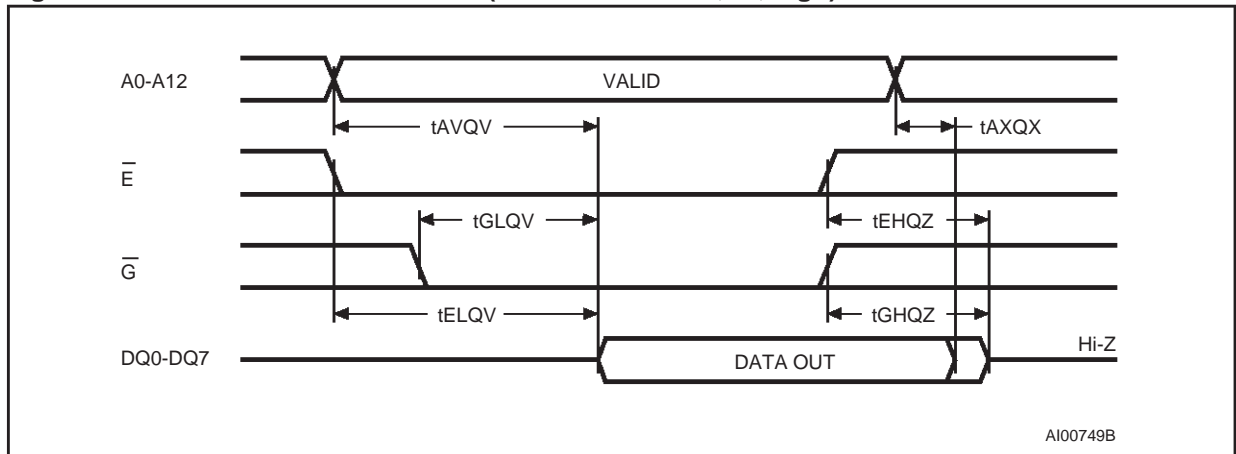 A0-A12 VALID
tAVQV tAXQX
E
tGLQV tEHQZ
G
tELQV tGHQZ
DQ0-DQ7 DATA OUT Hi-Z
AI00749B